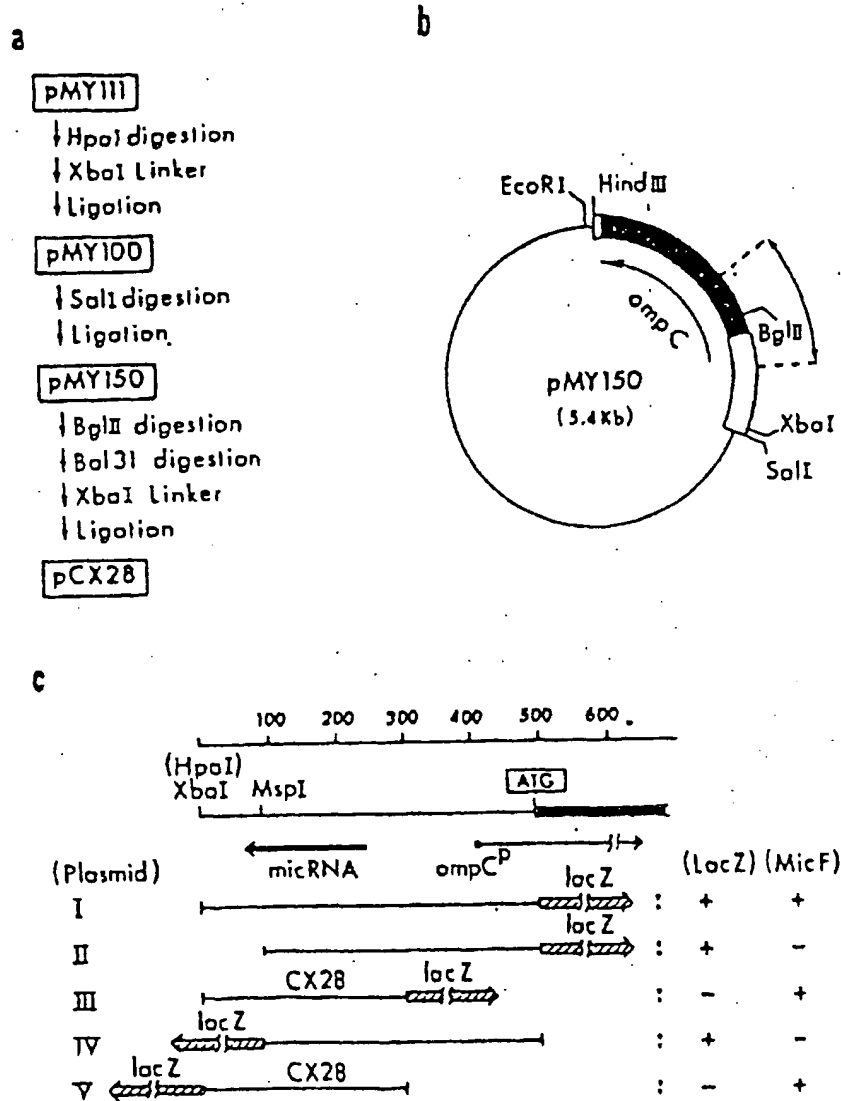 a
pMY111
HpaI digestion
XbaI Linker
Ligation
pMY100
SalI digestion
Ligation
pMY150
BglII digestion
Bal31 digestion
XbaI Linker
Ligation
pCX28
b
EcoRI HindIII
ompC
BglII
pMY150
(5.4Kb)
XbaI
SalI
c
100 200 300 400 500 600
(HpaI)
XbaI MspI
ATG
micRNA ompCP
(Plasmid) (LacZ) (MicF)
lacZ
I : + +
lacZ
II : + -
CX28 lacZ
III : - +
lacZ
IV : + -
lacZ CX28
V : - +